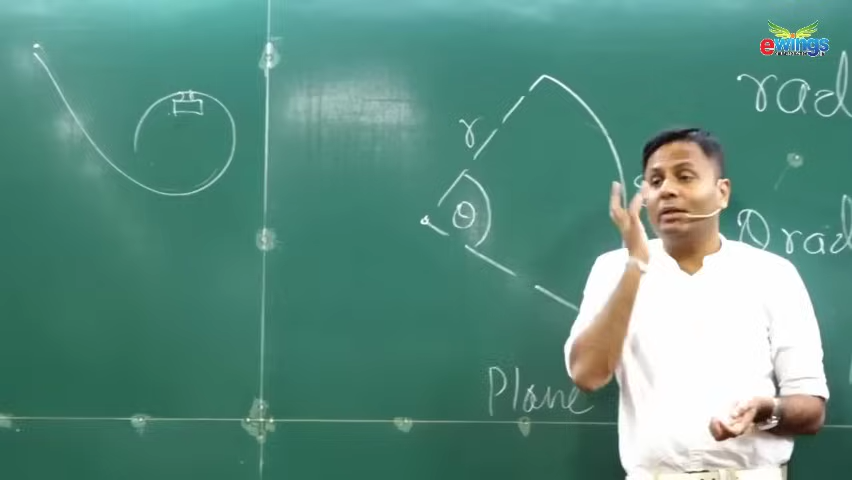 ewings
rad
r
θ
θ rad
Plane